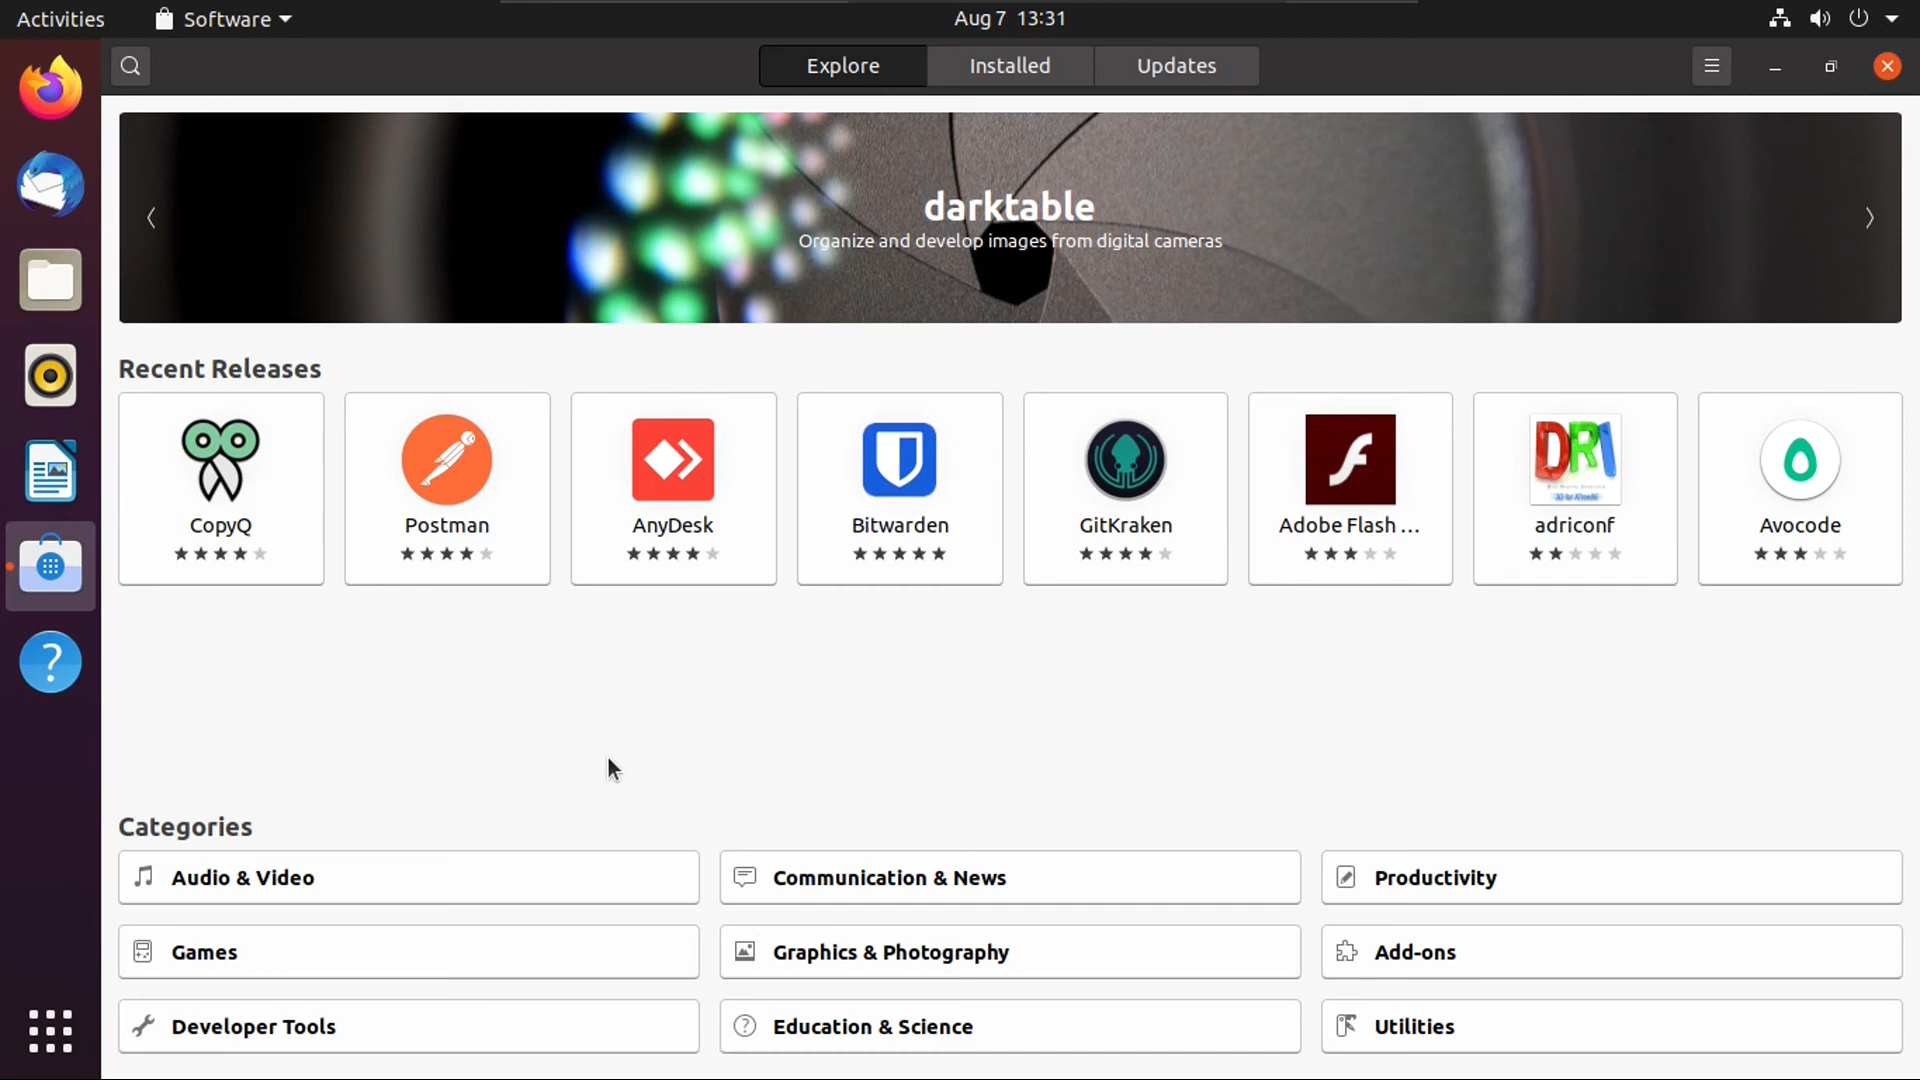 Activities
Software
Aug 7 13:31
Explore
Installed
Updates
darktable
Organize and develop images from digital cameras
Recent Releases
CopyQ
Postman
AnyDesk
Bitwarden
GitKraken
Adobe Flash ...
DRI
adriconf
Avocode
Categories
Audio & Video
Communication & News
Productivity
Games
Graphics & Photography
Add-ons
Developer Tools
Education & Science
Utilities